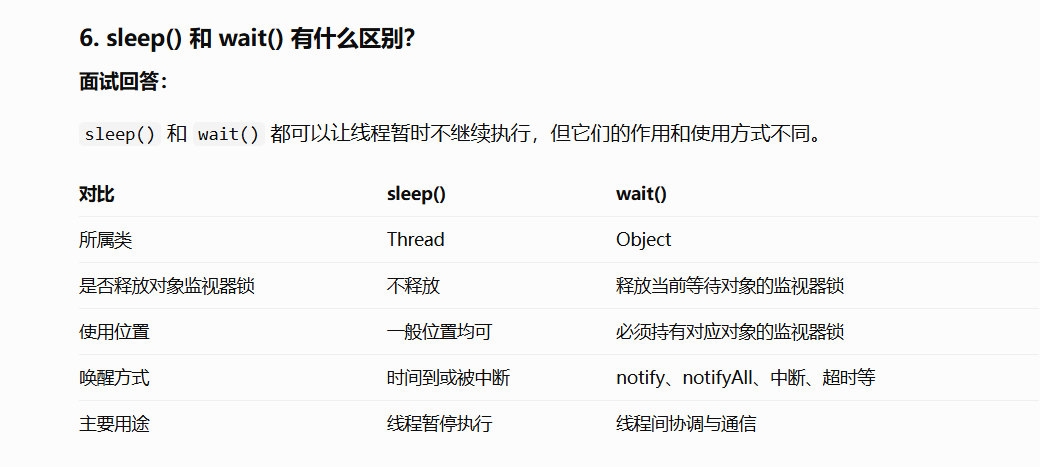 6. sleep() 和 wait() 有什么区别？
面试回答：
sleep() 和 wait() 都可以让线程暂时不继续执行，但它们的作用和使用方式不同。
对比 sleep() wait()
所属类 Thread Object
是否释放对象监视器锁 不释放 释放当前等待对象的监视器锁
使用位置 一般位置均可 必须持有对应对象的监视器锁
唤醒方式 时间到或被中断 notify、notifyAll、中断、超时等
主要用途 线程暂停执行 线程间协调与通信